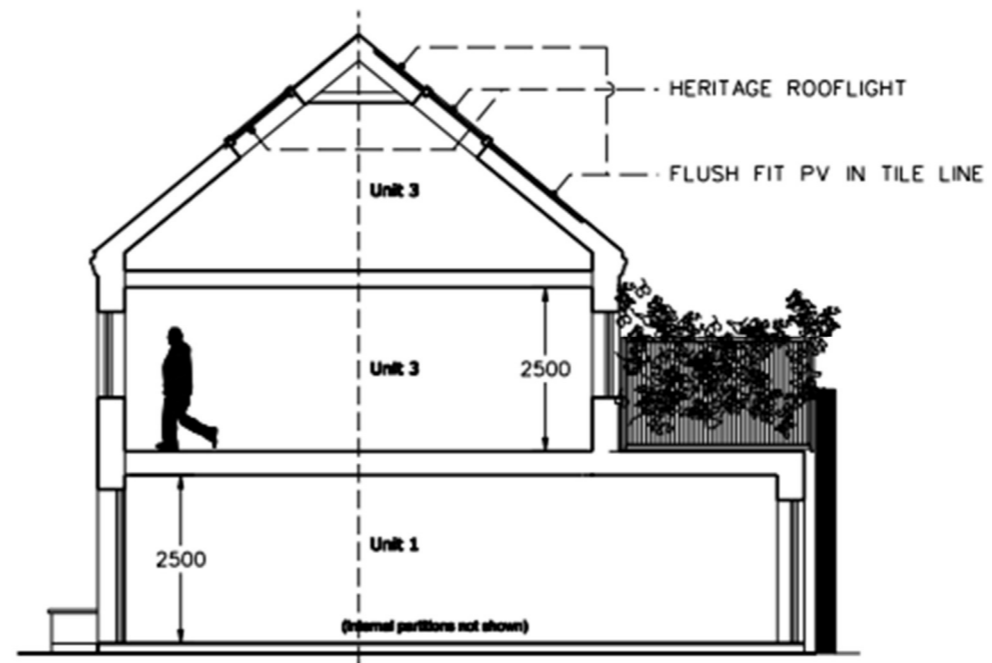 HERITAGE ROOFLIGHT
FLUSH FIT PV IN TILE LINE
Unit 3
Unit 3
2500
Unit 1
2500
(Internal partitions not shown)